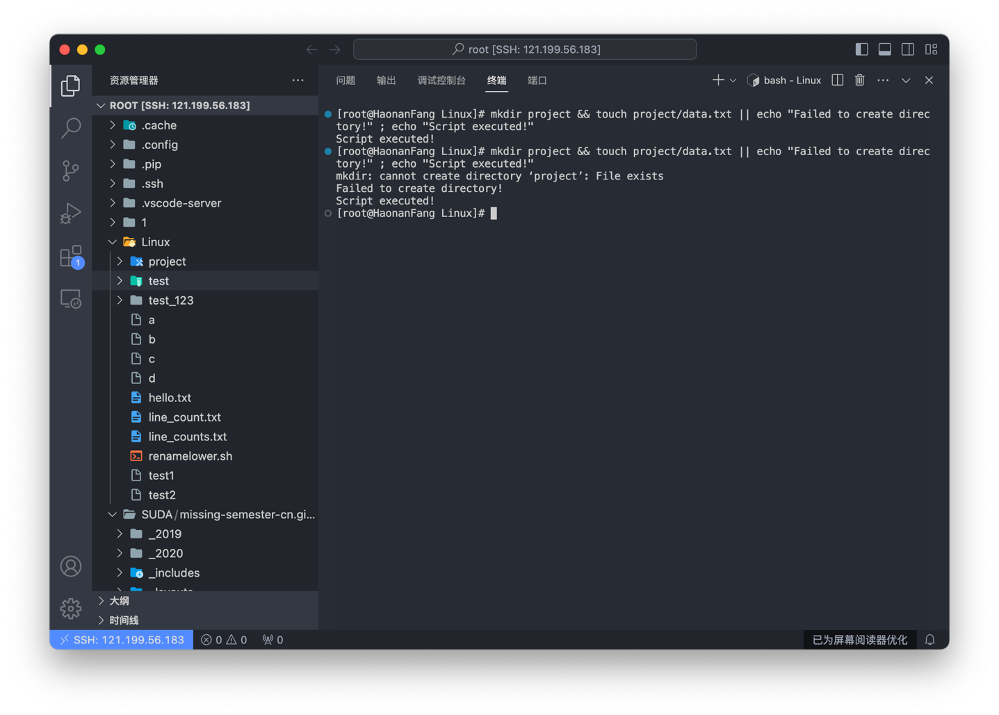 root [SSH: 121.199.56.183]
资源管理器
ROOT [SSH: 121.199.56.183]
.cache
.config
.pip
.ssh
.vscode-server
1
Linux
project
test
test_123
a
b
c
d
hello.txt
line_count.txt
line_counts.txt
renamelower.sh
test1
test2
SUDA/missing-semester-cn.gi...
_2019
_2020
_includes
大纲
时间线
1
问题 输出 调试控制台 终端 端口
bash - Linux
[root@HaonanFang Linux]# mkdir project && touch project/data.txt || echo "Failed to create direc
tory!" ; echo "Script executed!"
Script executed!
[root@HaonanFang Linux]# mkdir project && touch project/data.txt || echo "Failed to create direc
tory!" ; echo "Script executed!"
mkdir: cannot create directory ‘project’: File exists
Failed to create directory!
Script executed!
[root@HaonanFang Linux]#
SSH: 121.199.56.183 0 0 0 已为屏幕阅读器优化